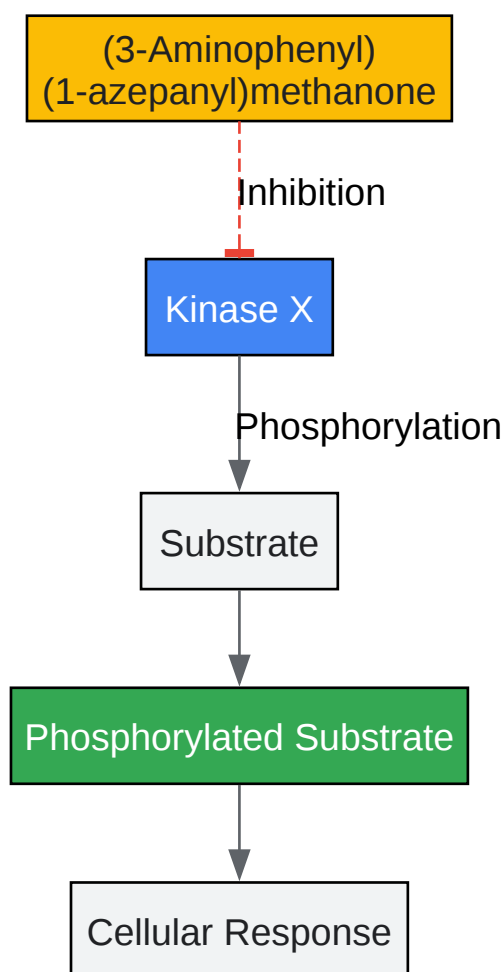 (3-Aminophenyl)
(1-azepanyl)methanone
Inhibition
Kinase X
Phosphorylation
Substrate
Phosphorylated Substrate
Cellular Response